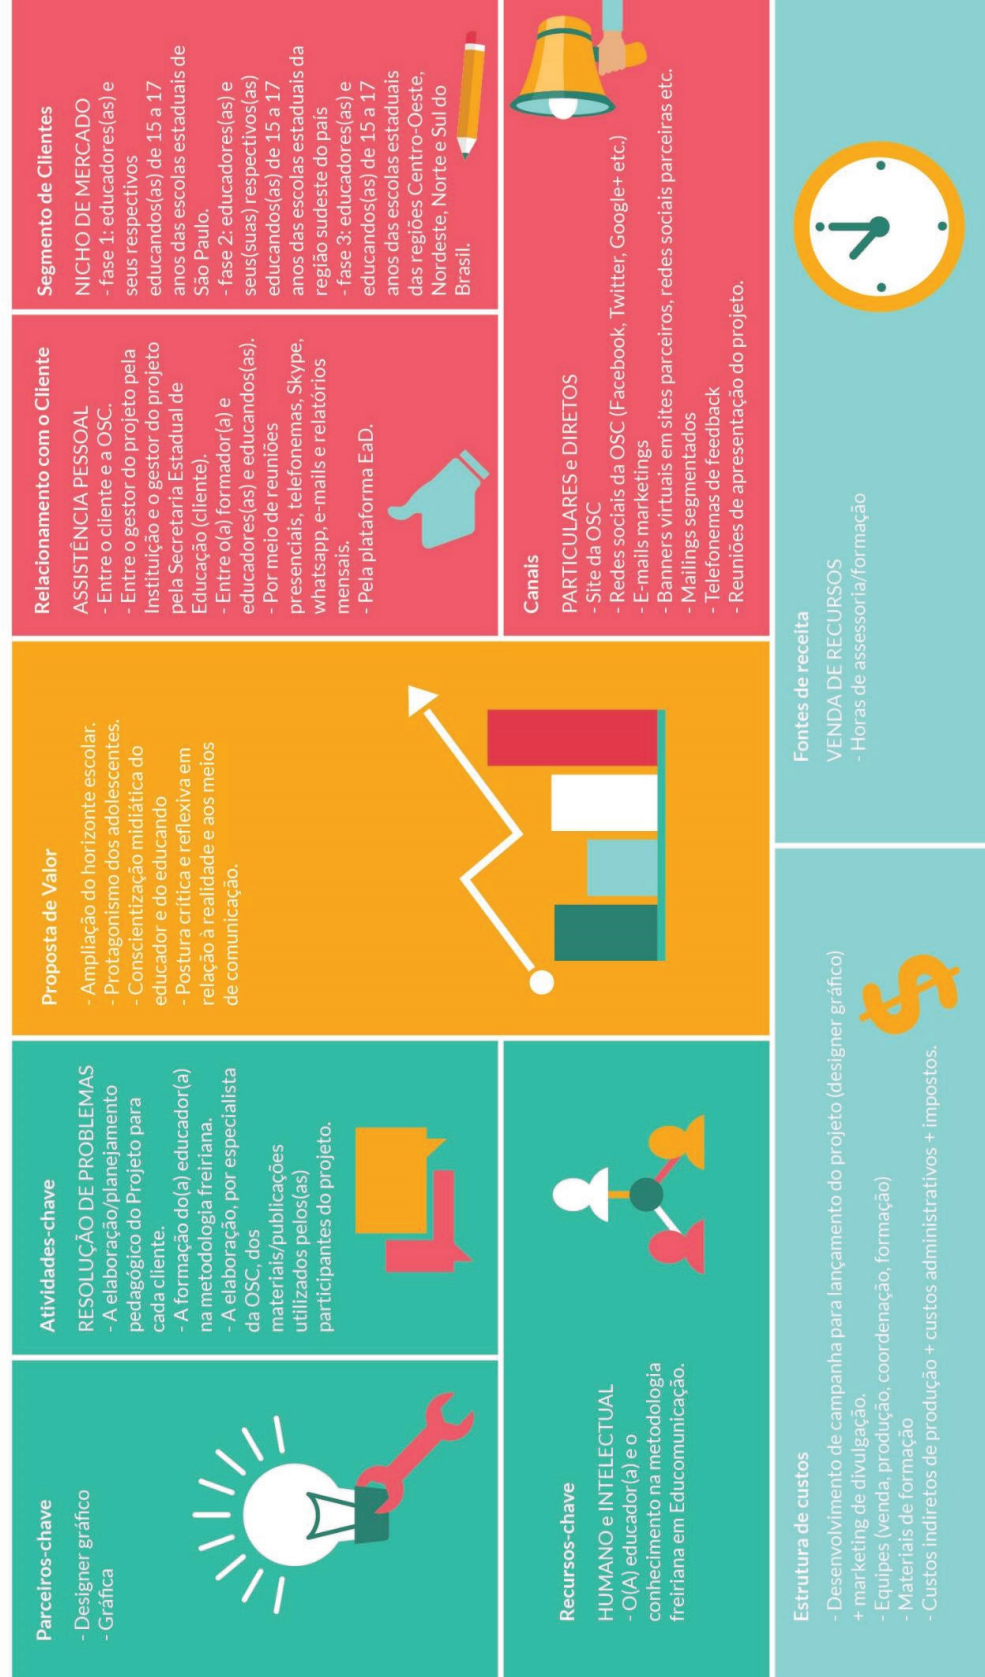 Parceiros-chave
- Designer gráfico
- Gráfica
Atividades-chave
RESOLUÇÃO DE PROBLEMAS
- A elaboração/planejamento
pedagógico do Projeto para
cada cliente.
- A formação do(a) educador(a)
na metodologia freiriana.
- A elaboração, por especialista
da OSC, dos
materiais/publicações
utilizados pelos(as)
participantes do projeto.
Recursos-chave
HUMANO e INTELECTUAL
- O(A) educador(a) e o
conhecimento na metodologia
freiriana em Educomunicação.
Proposta de Valor
- Ampliação do horizonte escolar.
- Protagonismo dos adolescentes.
- Conscientização midiática do
educador e do educando
- Postura crítica e reflexiva em
relação à realidade e aos meios
de comunicação.
Relacionamento com o Cliente
ASSISTÊNCIA PESSOAL
- Entre o cliente e a OSC.
- Entre o gestor do projeto pela
Instituição e o gestor do projeto
pela Secretaria Estadual de
Educação (cliente).
- Entre o(a) formador(a) e
educadores(as) e educandos(as).
- Por meio de reuniões
presenciais, telefonemas, Skype,
whatsapp, e-mails e relatórios
mensais.
- Pela plataforma EaD.
Segmento de Clientes
NICHO DE MERCADO
- fase 1: educadores(as) e
seus respectivos
educandos(as) de 15 a 17
anos das escolas estaduais de
São Paulo.
- fase 2: educadores(as) e
seus(suas) respectivos(as)
educandos(as) de 15 a 17
anos das escolas estaduais da
região sudeste do país
- fase 3: educadores(as) e
educandos(as) de 15 a 17
anos das escolas estaduais
das regiões Centro-Oeste,
Nordeste, Norte e Sul do
Brasil.
Canais
PARTICULARES e DIRETOS
- Site da OSC
- Redes sociais da OSC (Facebook, Twitter, Google+ etc.)
- E-mails marketings
- Banners virtuais em sites parceiros, redes sociais parceiras etc.
- Mailings segmentados
- Telefonemas de feedback
- Reuniões de apresentação do projeto.
Estrutura de custos
- Desenvolvimento de campanha para lançamento do projeto (designer gráfico)
+ marketing de divulgação.
- Equipes (venda, produção, coordenação, formação)
- Materiais de formação
- Custos indiretos de produção + custos administrativos + impostos.
$
Fontes de receita
VENDA DE RECURSOS
- Horas de assessoria/formação